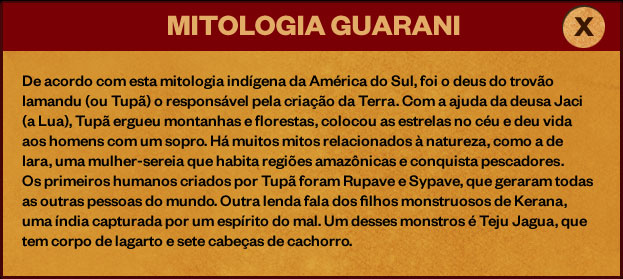 MITOLOGIA GUARANI
X
De acordo com esta mitologia indígena da América do Sul, foi o deus do trovão
Iamandu (ou Tupã) o responsável pela criação da Terra. Com a ajuda da deusa Jaci
(a Lua), Tupã ergueu montanhas e florestas, colocou as estrelas no céu e deu vida
aos homens com um sopro. Há muitos mitos relacionados à natureza, como a de
Iara, uma mulher-sereia que habita regiões amazônicas e conquista pescadores.
Os primeiros humanos criados por Tupã foram Rupave e Sypave, que geraram todas
as outras pessoas do mundo. Outra lenda fala dos filhos monstruosos de Kerana,
uma índia capturada por um espírito do mal. Um desses monstros é Teju Jagua, que
tem corpo de lagarto e sete cabeças de cachorro.